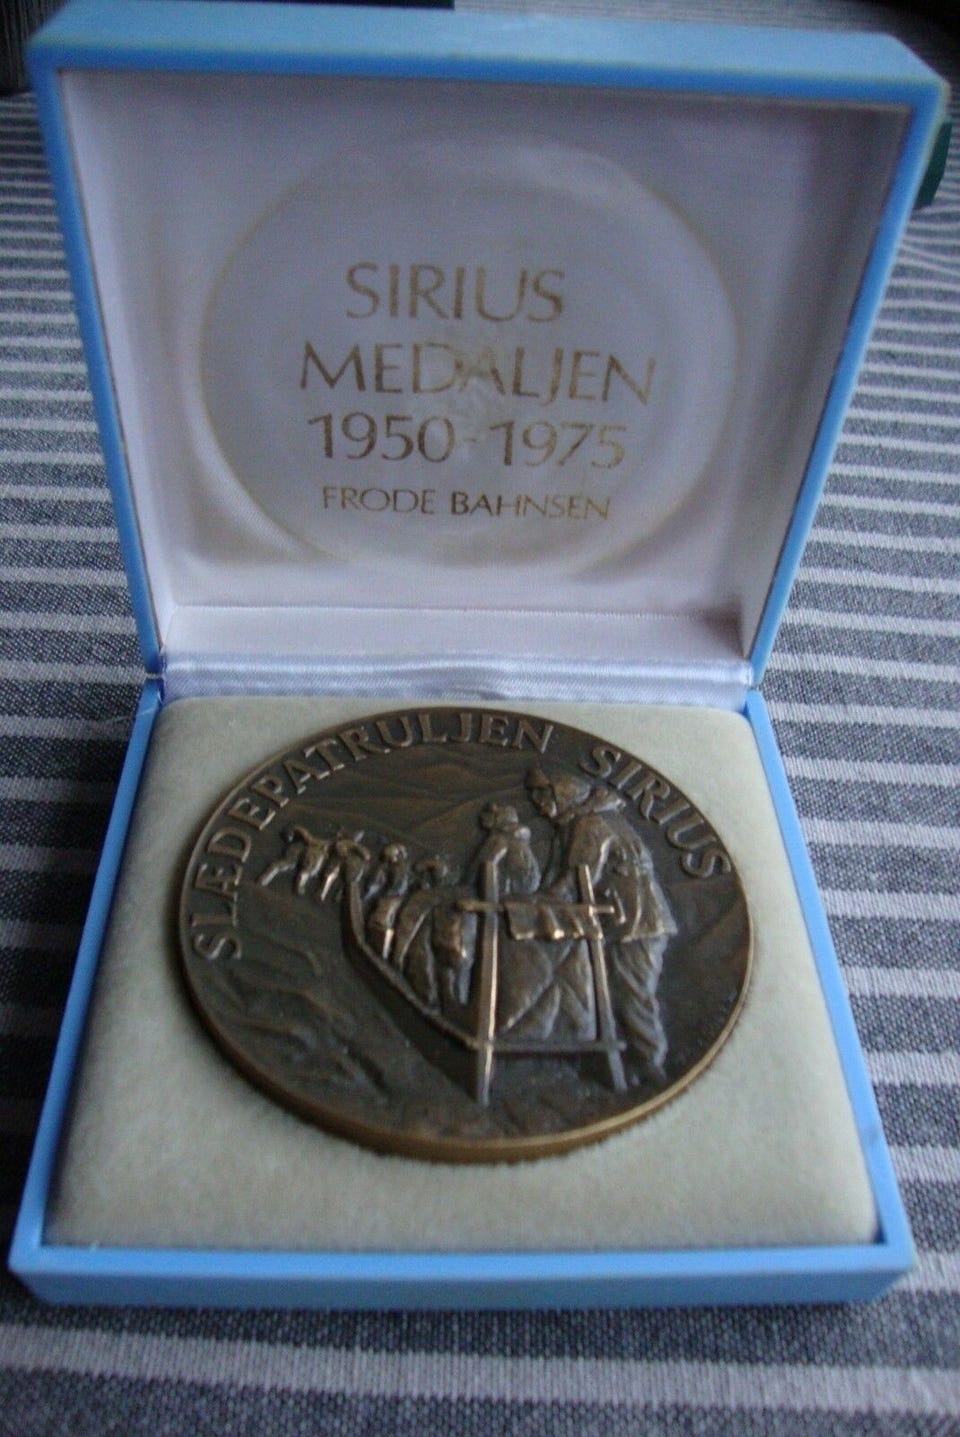 SIRIUS
MEDALJEN
1950-1975
FRODE BAHNSEN
SLÆDEPATRULJEN SIRIUS